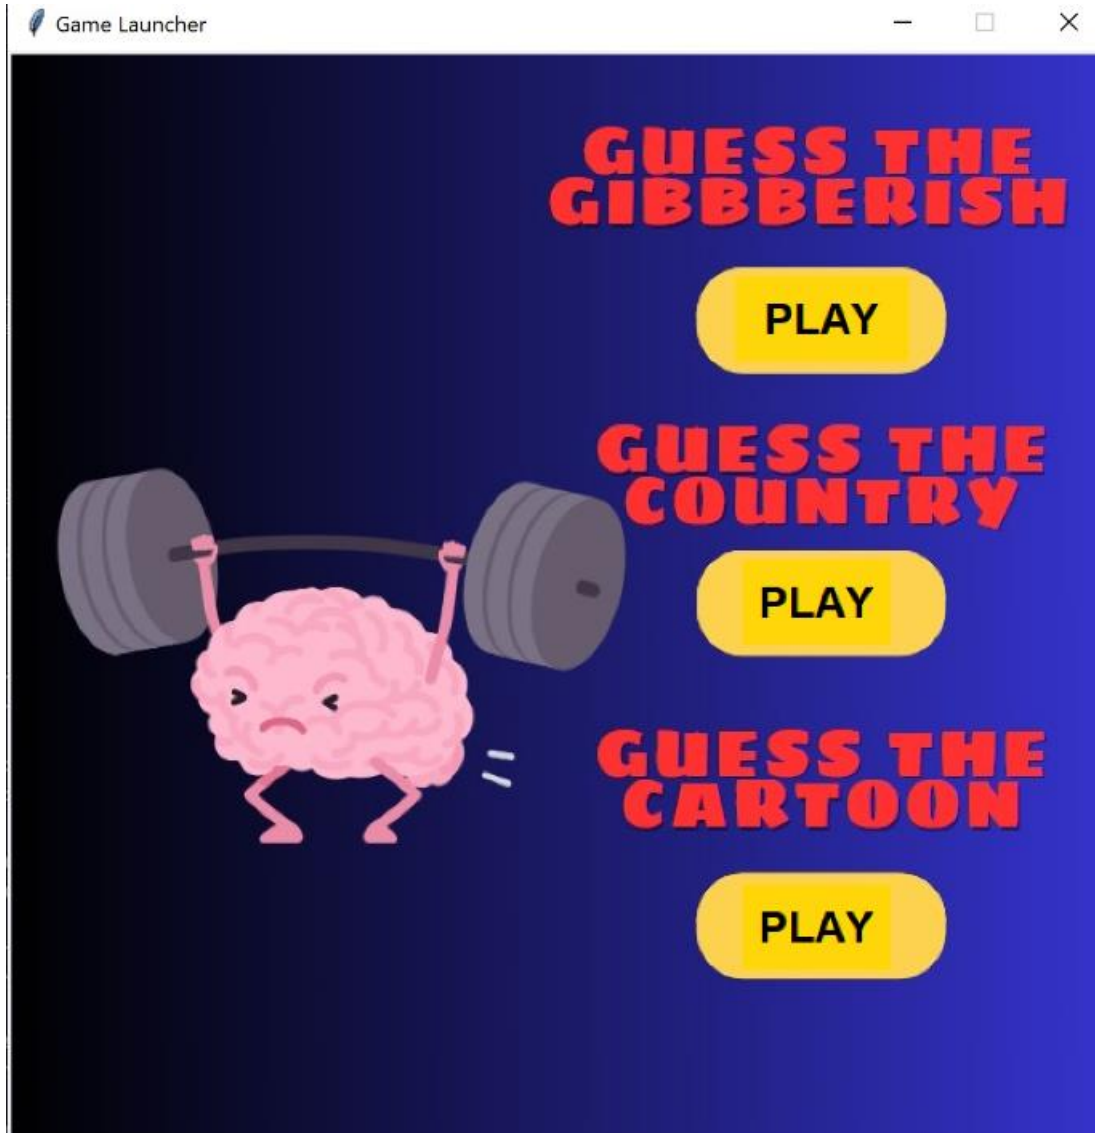 Game Launcher
GUESS THE
GIBBBERISH
PLAY
GUESS THE
COUNTRY
PLAY
GUESS THE
CARTOON
PLAY